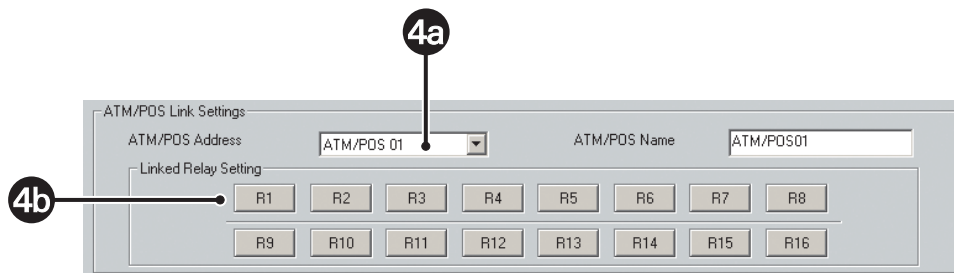 4a
ATM/POS Link Settings
ATM/POS Address ATM/POS 01 ATM/POS Name ATM/POS01
Linked Relay Setting
4b R1 R2 R3 R4 R5 R6 R7 R8
R9 R10 R11 R12 R13 R14 R15 R16